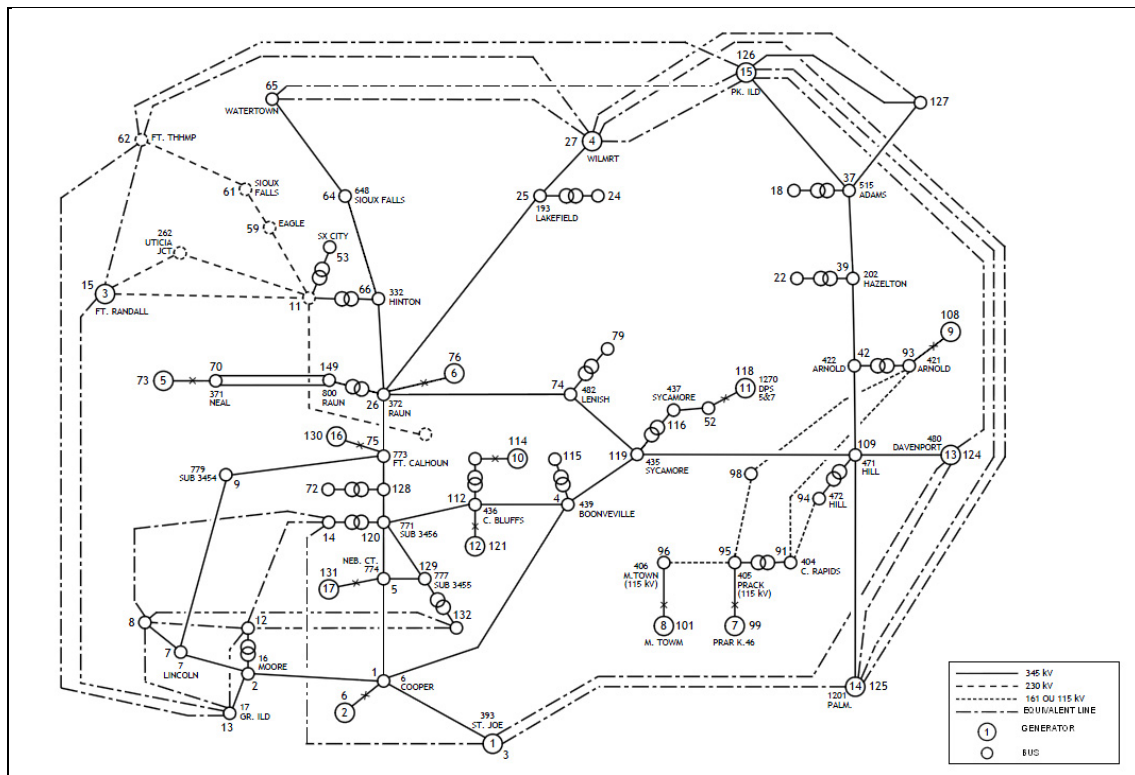 126
15
PK. ILD
65
WATERTOWN
127
62
FT. THHMP
27
4
WILMRT
61
SIOUX
FALLS
64
648
SIOUX FALLS
25
24
193
LAKEFIELD
18
37
515
ADAMS
59
EAGLE
262
UTICIA
JCT
SX CITY
53
15
3
FT. RANDALL
11
66
332
HINTON
22
39
202
HAZELTON
108
9
79
73
5
70
371
NEAL
149
800
RAUN
76
6
26
372
RAUN
74
482
LENISH
118
11
1270
DPS
5&7
437
SYCAMORE
116
52
422
ARNOLD
42
93
421
ARNOLD
130
16
75
773
FT. CALHOUN
114
10
115
119
435
SYCAMORE
109
471
HILL
480
DAVENPORT
13
124
779
SUB 3454
9
72
128
112
436
C. BLUFFS
4
439
BOONVEVILLE
98
94
472
HILL
14
120
771
SUB 3456
12
121
NEB. CT.
774
131
17
5
129
777
SUB 3455
132
96
406
M.TOWN
(115 kV)
95
405
PRACK
(115 kV)
91
404
C. RAPIDS
8
12
8
101
M. TOWM
7
99
PRAR K.46
7
7
LINCOLN
16
MOORE
2
1
6
COOPER
6
2
17
GR. ILD
13
393
ST. JOE
1
3
14
125
1201
PALM.
345 kV
230 kV
161 OU 115 kV
EQUIVALENT LINE
1
GENERATOR
BUS